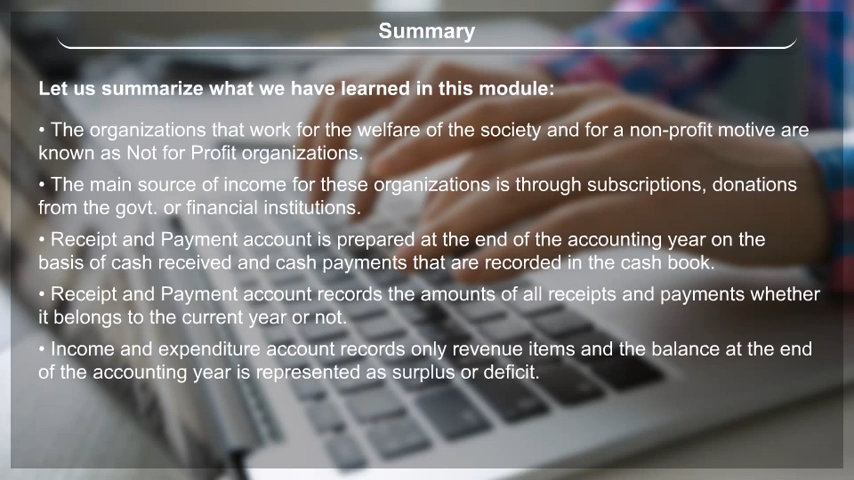 Summary
Let us summarize what we have learned in this module:
• The organizations that work for the welfare of the society and for a non-profit motive are
known as Not for Profit organizations.
• The main source of income for these organizations is through subscriptions, donations
from the govt. or financial institutions.
• Receipt and Payment account is prepared at the end of the accounting year on the
basis of cash received and cash payments that are recorded in the cash book.
• Receipt and Payment account records the amounts of all receipts and payments whether
it belongs to the current year or not.
• Income and expenditure account records only revenue items and the balance at the end
of the accounting year is represented as surplus or deficit.